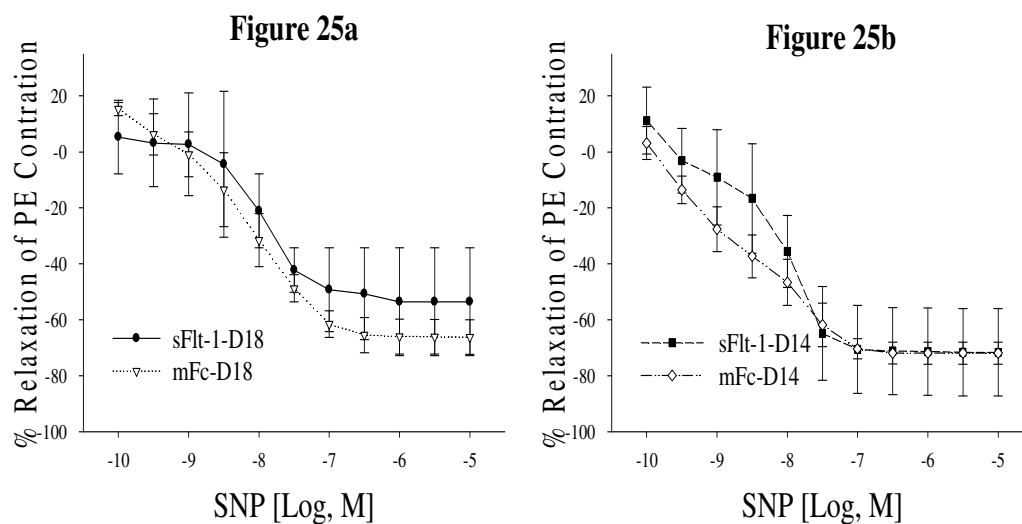 Figure 25a
% Relaxation of PE Contration
20
-0
-20
-40
-60
-80
-100
sFlt-1-D18
mFc-D18
-10 -9 -8 -7 -6 -5
SNP [Log, M]
Figure 25b
% Relaxation of PE Contration
20
-0
-20
-40
-60
-80
-100
sFlt-1-D14
mFc-D14
-10 -9 -8 -7 -6 -5
SNP [Log, M]